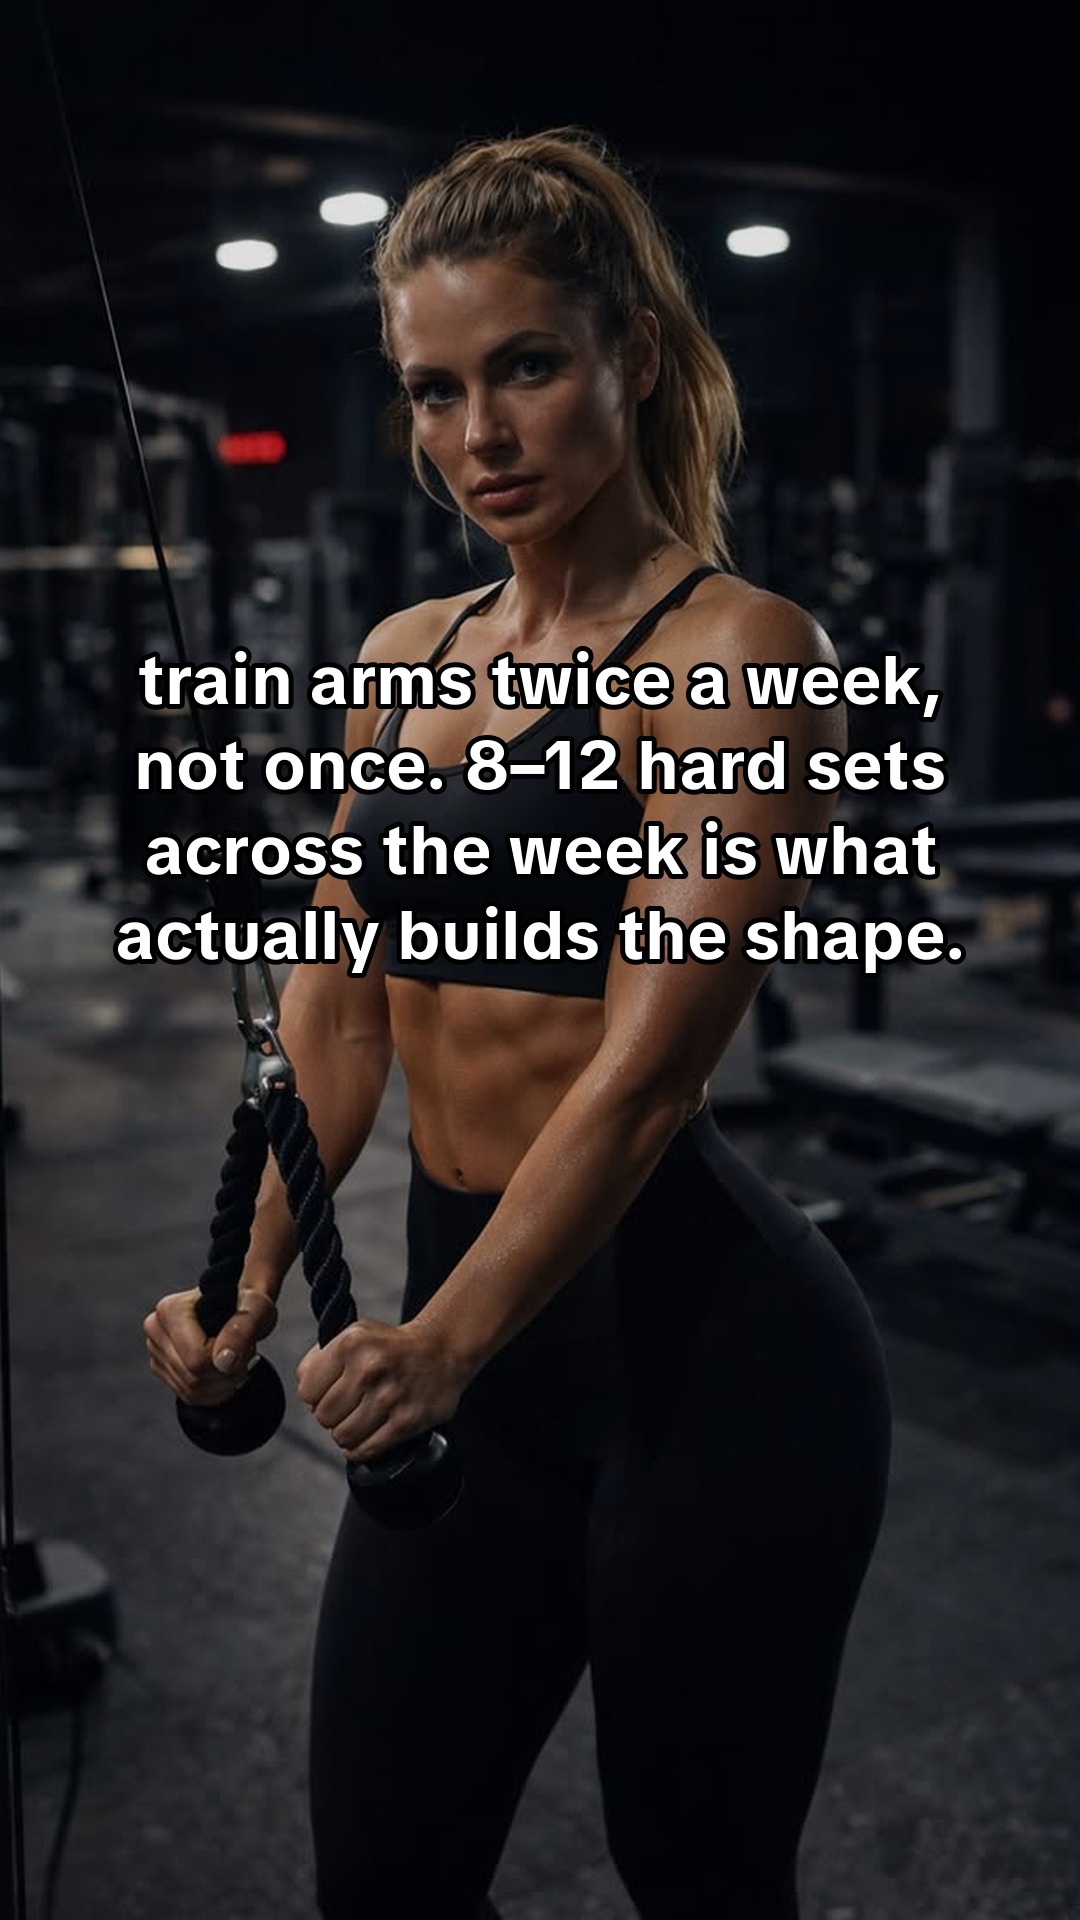 train arms twice a week,
not once. 8–12 hard sets
across the week is what
actually builds the shape.